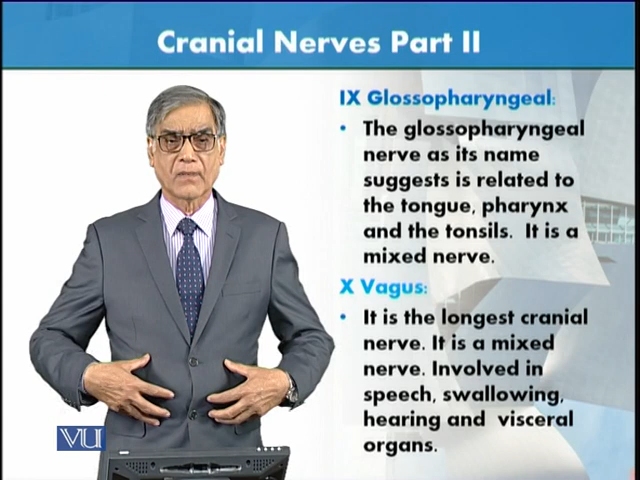 Cranial Nerves Part II
IX Glossopharyngeal:
• The glossopharyngeal
nerve as its name
suggests is related to
the tongue, pharynx
and the tonsils. It is a
mixed nerve.
X Vagus:
• It is the longest cranial
nerve. It is a mixed
nerve. Involved in
speech, swallowing,
hearing and visceral
organs.
VU